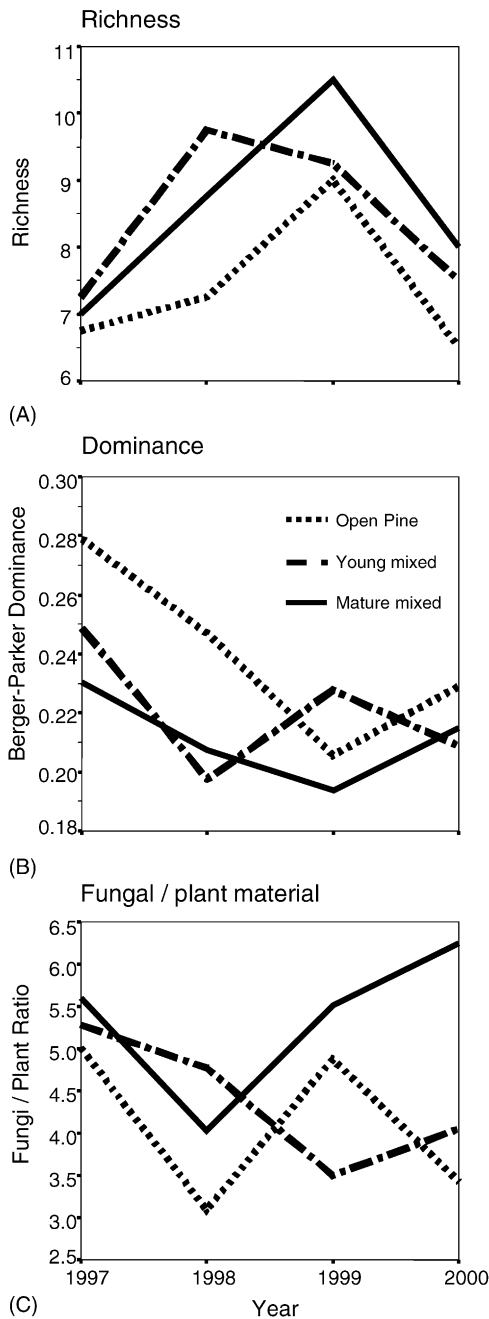 Richness
11
10
9
8
7
6
Richness
(A)
Dominance
0.30
0.28
0.26
0.24
0.22
0.20
0.18
Berger-Parker Dominance
Open Pine
Young mixed
Mature mixed
(B)
Fungal / plant material
6.5
6.0
5.5
5.0
4.5
4.0
3.5
3.0
2.5
Fungi / Plant Ratio
1997 1998 1999 2000
Year
(C)